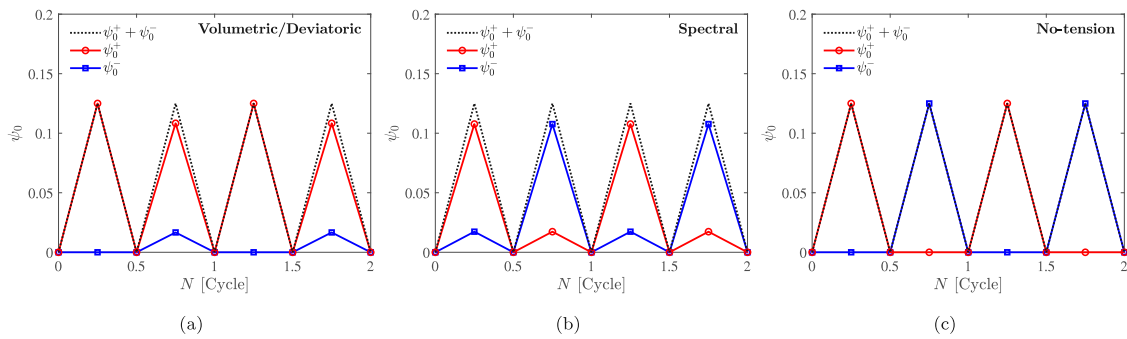 Volumetric/Deviatoric
ψ₀⁺ + ψ₀⁻
ψ₀⁺
ψ₀⁻
0.2
0.15
0.1
0.05
0
ψ₀
0 0.5 1 1.5 2
N [Cycle]
(a)
Spectral
ψ₀⁺ + ψ₀⁻
ψ₀⁺
ψ₀⁻
0.2
0.15
0.1
0.05
0
ψ₀
0 0.5 1 1.5 2
N [Cycle]
(b)
No-tension
ψ₀⁺ + ψ₀⁻
ψ₀⁺
ψ₀⁻
0.2
0.15
0.1
0.05
0
ψ₀
0 0.5 1 1.5 2
N [Cycle]
(c)